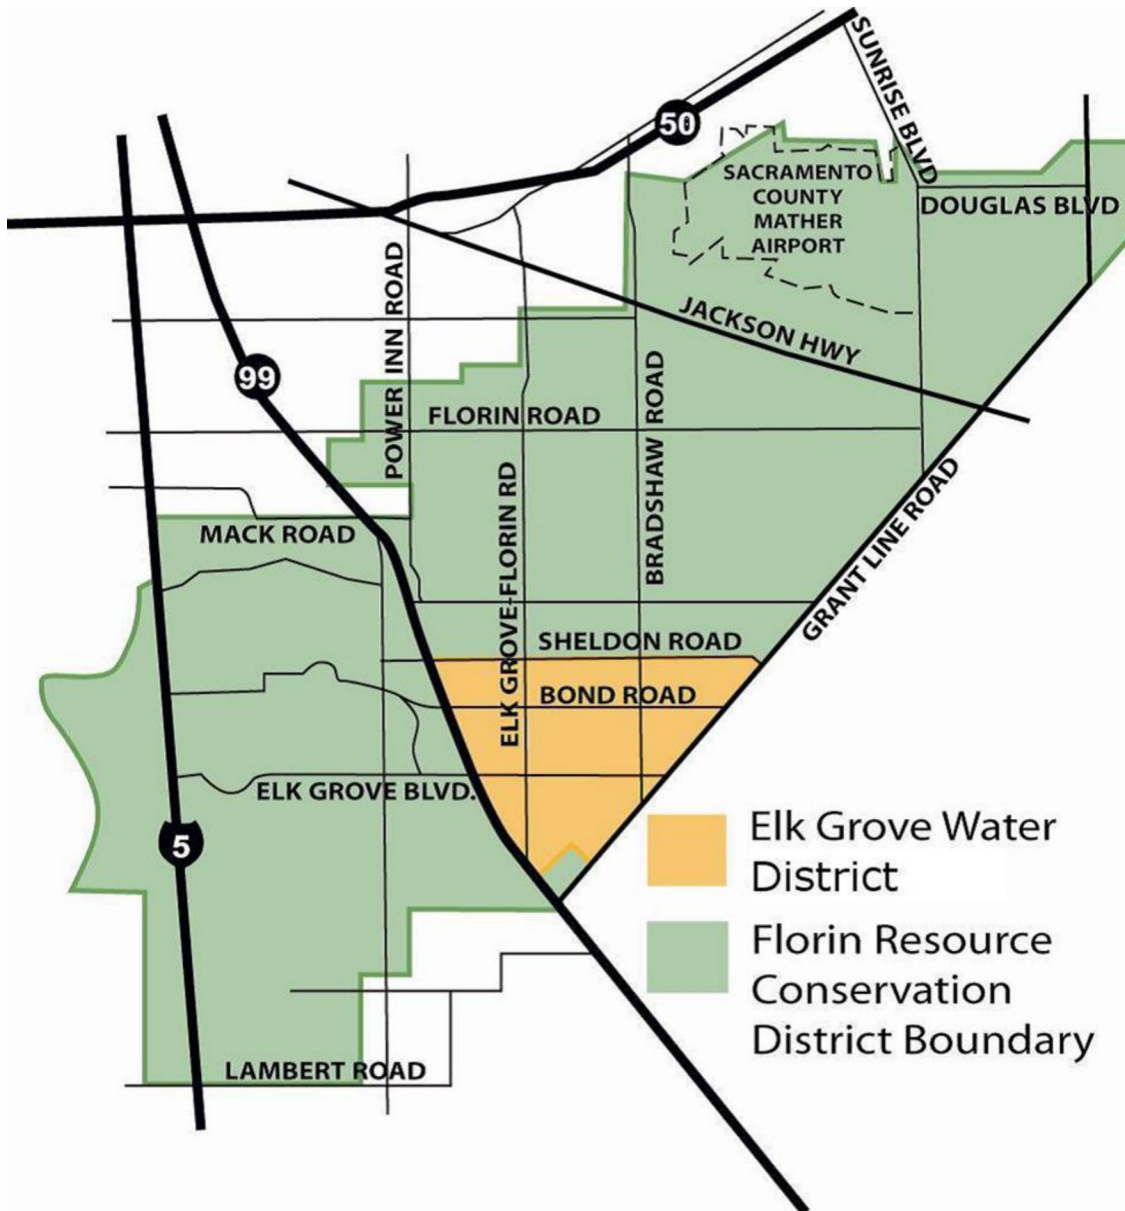 50
SUNRISE BLVD
SACRAMENTO
COUNTY
MATHER
AIRPORT
DOUGLAS BLVD
POWER INN ROAD
JACKSON HWY
99
FLORIN ROAD
BRADSHAW ROAD
ELK GROVE-FLORIN RD
GRANT LINE ROAD
MACK ROAD
SHELDON ROAD
BOND ROAD
ELK GROVE BLVD.
5
LAMBERT ROAD
Elk Grove Water
District
Florin Resource
Conservation
District Boundary